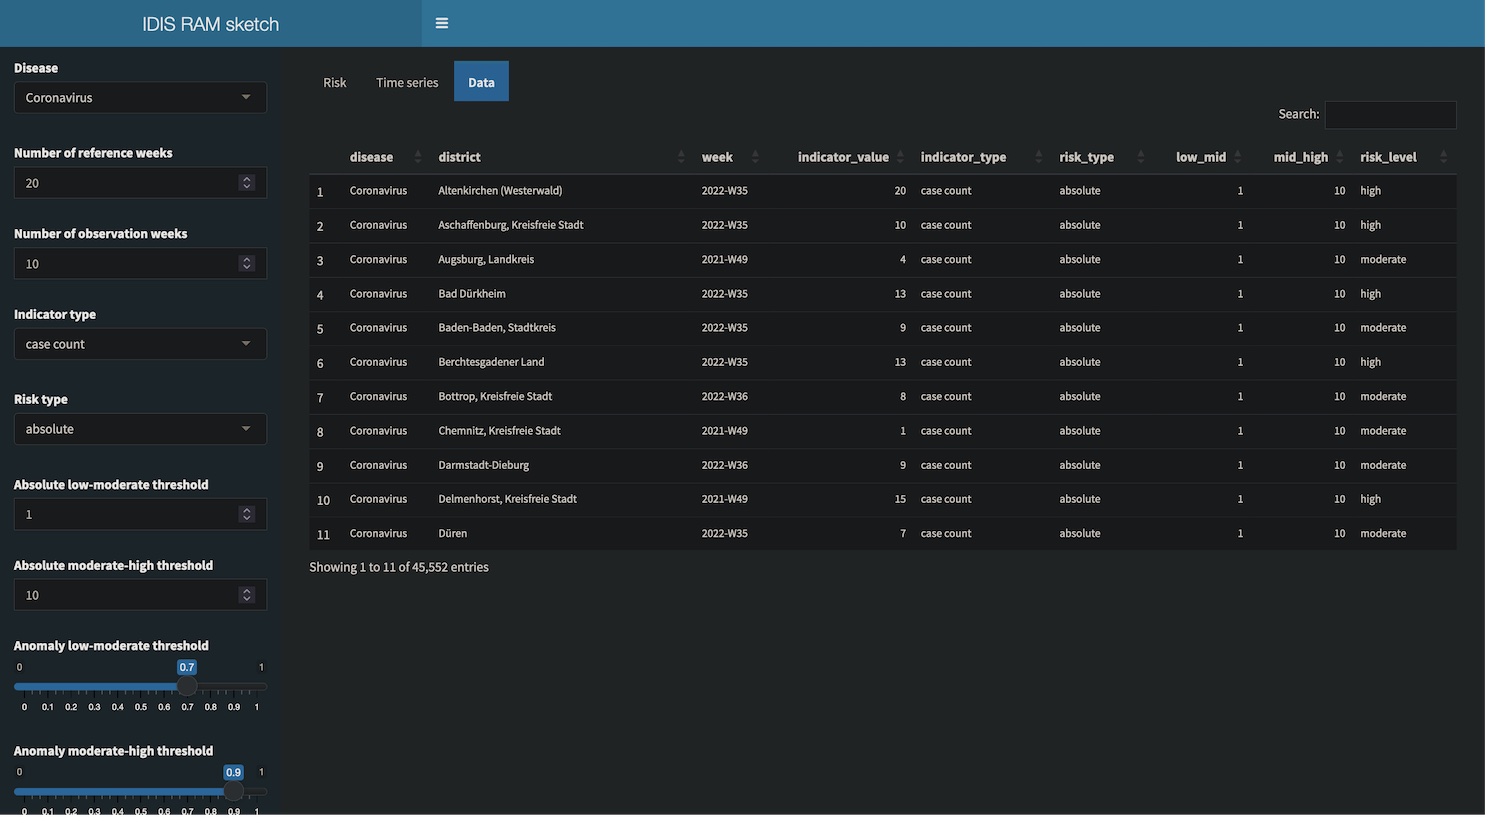 IDIS RAM sketch
Disease
Coronavirus
Number of reference weeks
20
Number of observation weeks
10
Indicator type
case count
Risk type
absolute
Absolute low-moderate threshold
1
Absolute moderate-high threshold
10
Anomaly low-moderate threshold
0 0.7 1
0 0.1 0.2 0.3 0.4 0.5 0.6 0.7 0.8 0.9 1
Anomaly moderate-high threshold
0 0.9 1
0 0.1 0.2 0.3 0.4 0.5 0.6 0.7 0.8 0.9 1
Risk Time series Data
Search:
disease district week indicator_value indicator_type risk_type low_mid mid_high risk_level
1 Coronavirus Altenkirchen (Westerwald) 2022-W35 20 case count absolute 1 10 high
2 Coronavirus Aschaffenburg, Kreisfreie Stadt 2022-W35 10 case count absolute 1 10 high
3 Coronavirus Augsburg, Landkreis 2021-W49 4 case count absolute 1 10 moderate
4 Coronavirus Bad Dürkheim 2022-W35 13 case count absolute 1 10 high
5 Coronavirus Baden-Baden, Stadtkreis 2022-W35 9 case count absolute 1 10 moderate
6 Coronavirus Berchtesgadener Land 2022-W35 13 case count absolute 1 10 high
7 Coronavirus Bottrop, Kreisfreie Stadt 2022-W36 8 case count absolute 1 10 moderate
8 Coronavirus Chemnitz, Kreisfreie Stadt 2021-W49 1 case count absolute 1 10 moderate
9 Coronavirus Darmstadt-Dieburg 2022-W36 9 case count absolute 1 10 moderate
10 Coronavirus Delmenhorst, Kreisfreie Stadt 2021-W49 15 case count absolute 1 10 high
11 Coronavirus Düren 2022-W35 7 case count absolute 1 10 moderate
Showing 1 to 11 of 45,552 entries